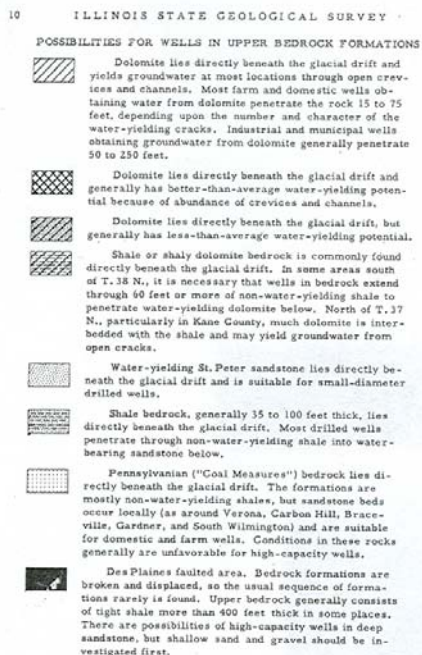 10 ILLINOIS STATE GEOLOGICAL SURVEY
POSSIBILITIES FOR WELLS IN UPPER BEDROCK FORMATIONS
Dolomite lies directly beneath the glacial drift and
yields groundwater at most locations through open crev-
ices and channels. Most farm and domestic wells ob-
taining water from dolomite penetrate the rock 15 to 75
feet, depending upon the number and character of the
water-yielding cracks. Industrial and municipal wells
obtaining groundwater from dolomite generally penetrate
50 to 250 feet.
Dolomite lies directly beneath the glacial drift and
generally has better-than-average water-yielding poten-
tial because of abundance of crevices and channels.
Dolomite lies directly beneath the glacial drift, but
generally has less-than-average water-yielding potential.
Shale or shaly dolomite bedrock is commonly found
directly beneath the glacial drift. In some areas south
of T. 38 N., it is necessary that wells in bedrock extend
through 60 feet or more of non-water-yielding shale to
penetrate water-yielding dolomite below. North of T. 37
N., particularly in Kane County, much dolomite is inter-
bedded with the shale and may yield groundwater from
open cracks.
Water-yielding St. Peter sandstone lies directly be-
neath the glacial drift and is suitable for small-diameter
drilled wells.
Shale bedrock, generally 35 to 100 feet thick, lies
directly beneath the glacial drift. Most drilled wells
penetrate through non-water-yielding shale into water-
bearing sandstone below.
Pennsylvanian ("Coal Measures") bedrock lies di-
rectly beneath the glacial drift. The formations are
mostly non-water-yielding shales, but sandstone beds
occur locally (as around Verona, Carbon Hill, Brace-
ville, Gardner, and South Wilmington) and are suitable
for domestic and farm wells. Conditions in these rocks
generally are unfavorable for high-capacity wells.
Des Plaines faulted area. Bedrock formations are
broken and displaced, so the usual sequence of forma-
tions rarely is found. Upper bedrock generally consists
of tight shale more than 400 feet thick in some places.
There are possibilities of high-capacity wells in deep
sandstone, but shallow sand and gravel should be in-
vestigated first.